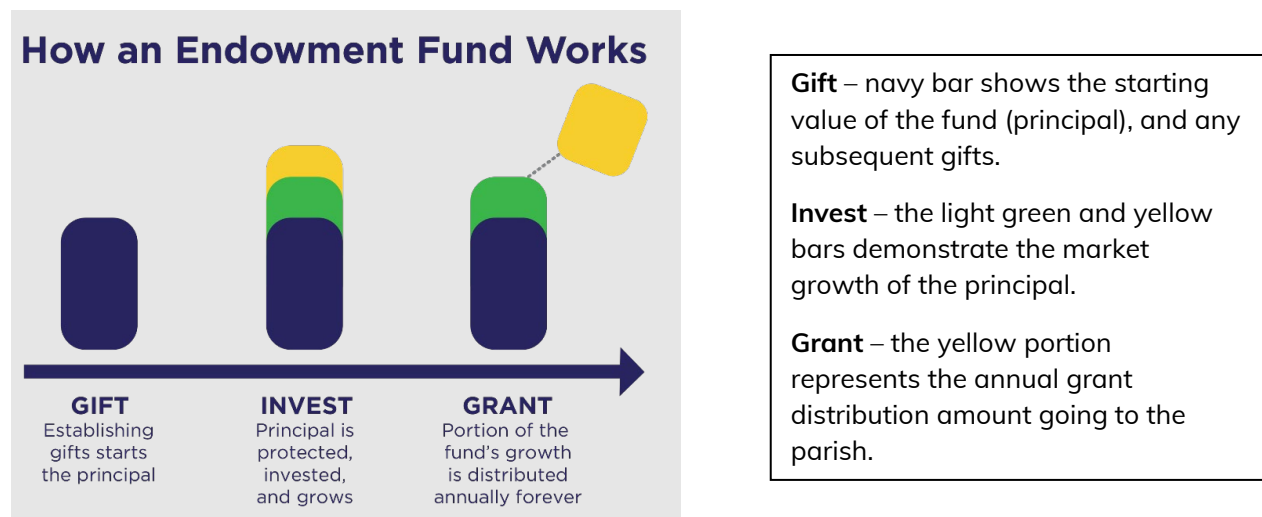 How an Endowment Fund Works
GIFT
Establishing
gifts starts
the principal
INVEST
Principal is
protected,
invested,
and grows
GRANT
Portion of the
fund's growth
is distributed
annually forever
Gift – navy bar shows the starting
value of the fund (principal), and any
subsequent gifts.
Invest – the light green and yellow
bars demonstrate the market
growth of the principal.
Grant – the yellow portion
represents the annual grant
distribution amount going to the
parish.